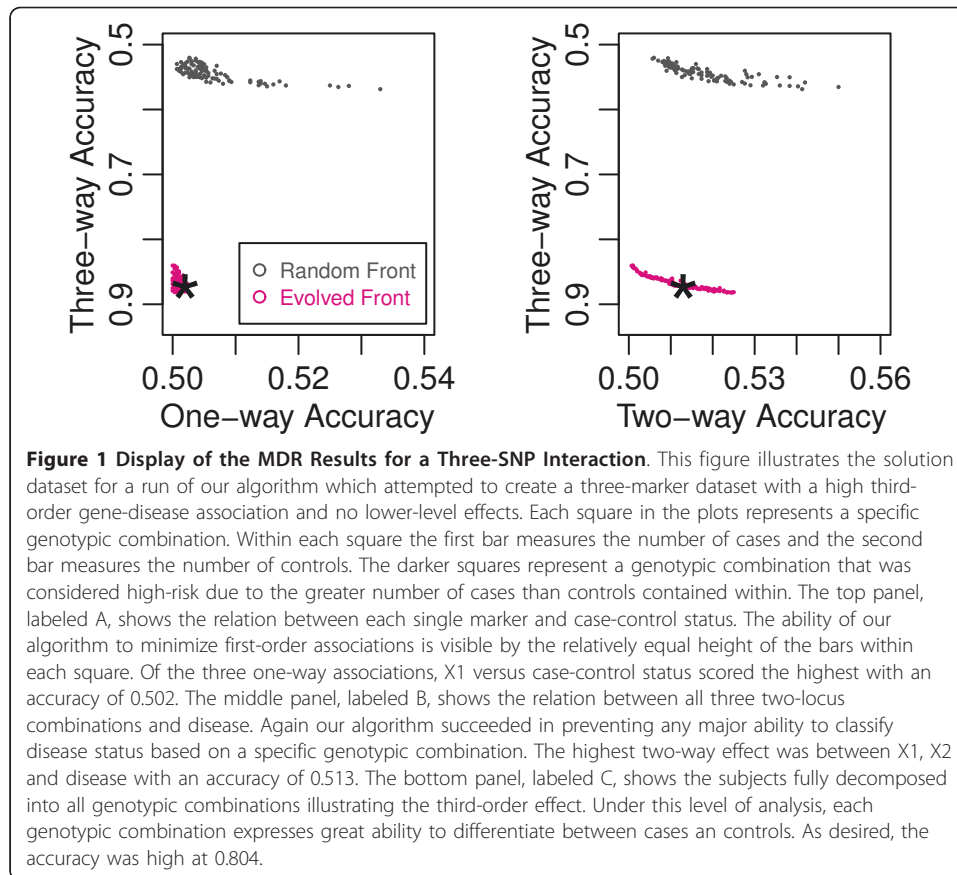 0.5
0.7
0.9
Three−way Accuracy
Random Front
Evolved Front
0.50
0.52
0.54
One−way Accuracy
0.5
0.7
0.9
Three−way Accuracy
0.50
0.53
0.56
Two−way Accuracy
Figure 1 Display of the MDR Results for a Three-SNP Interaction. This figure illustrates the solution
dataset for a run of our algorithm which attempted to create a three-marker dataset with a high third-
order gene-disease association and no lower-level effects. Each square in the plots represents a specific
genotypic combination. Within each square the first bar measures the number of cases and the second
bar measures the number of controls. The darker squares represent a genotypic combination that was
considered high-risk due to the greater number of cases than controls contained within. The top panel,
labeled A, shows the relation between each single marker and case-control status. The ability of our
algorithm to minimize first-order associations is visible by the relatively equal height of the bars within
each square. Of the three one-way associations, X1 versus case-control status scored the highest with an
accuracy of 0.502. The middle panel, labeled B, shows the relation between all three two-locus
combinations and disease. Again our algorithm succeeded in preventing any major ability to classify
disease status based on a specific genotypic combination. The highest two-way effect was between X1, X2
and disease with an accuracy of 0.513. The bottom panel, labeled C, shows the subjects fully decomposed
into all genotypic combinations illustrating the third-order effect. Under this level of analysis, each
genotypic combination expresses great ability to differentiate between cases an controls. As desired, the
accuracy was high at 0.804.